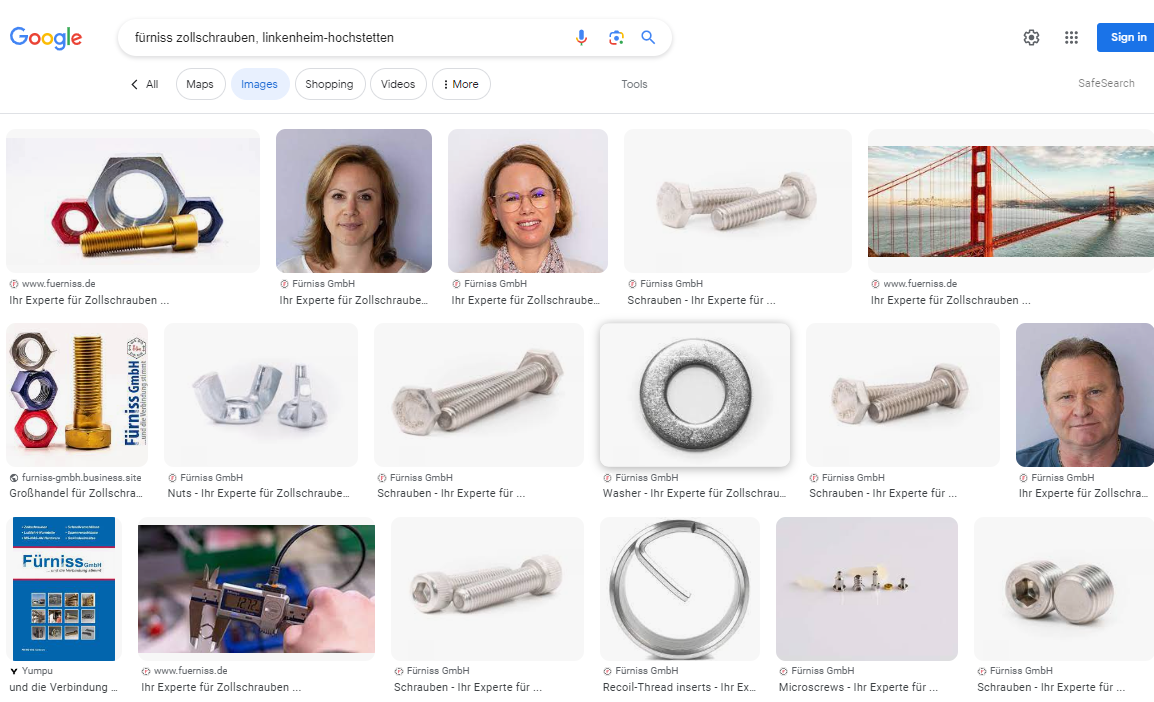 Google
fürniss zollschrauben, linkenheim-hochstetten
Sign in
All
Maps
Images
Shopping
Videos
More
Tools
SafeSearch
www.fuerniss.de
Ihr Experte für Zollschrauben ...
Fürniss GmbH
Ihr Experte für Zollschraube...
Fürniss GmbH
Ihr Experte für Zollschraube...
Fürniss GmbH
Schrauben - Ihr Experte für ...
www.fuerniss.de
Ihr Experte für Zollschrauben ...
Fürniss GmbH
...und die Verbindung stimmt
furniss-gmbh.business.site
Großhandel für Zollschra...
Fürniss GmbH
Nuts - Ihr Experte für Zollschraube...
Fürniss GmbH
Schrauben - Ihr Experte für ...
Fürniss GmbH
Washer - Ihr Experte für Zollschrau...
Fürniss GmbH
Schrauben - Ihr Experte für ...
Fürniss GmbH
Ihr Experte für Zollschra...
Fürniss GmbH
...und die Verbindung stimmt
Yumpu
und die Verbindung ...
www.fuerniss.de
Ihr Experte für Zollschrauben ...
Fürniss GmbH
Schrauben - Ihr Experte für ...
Fürniss GmbH
Recoil-Thread inserts - Ihr Ex...
Fürniss GmbH
Microscrews - Ihr Experte für ...
Fürniss GmbH
Schrauben - Ihr Experte für ...